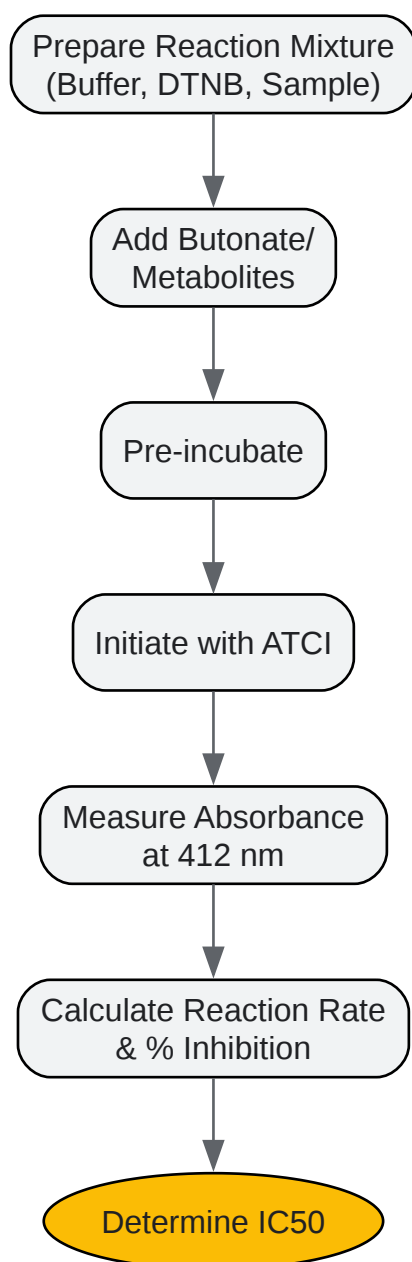 Prepare Reaction Mixture
(Buffer, DTNB, Sample)
Add Butonate/
Metabolites
Pre-incubate
Initiate with ATCI
Measure Absorbance
at 412 nm
Calculate Reaction Rate
& % Inhibition
Determine IC50